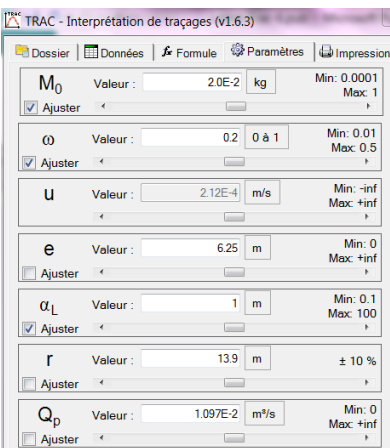 TRAC - Interprétation de traçages (v1.6.3)
Dossier Données fx Formule Paramètres Impression
M0 Valeur : 2.0E-2 kg Min: 0.0001
Max: 1
Ajuster
ω Valeur : 0.2 0 à 1 Min: 0.01
Max: 0.5
Ajuster
u Valeur : 2.12E-4 m/s Min: -inf
Max: +inf
e Valeur : 6.25 m Min: 0
Max: +inf
Ajuster
αL Valeur : 1 m Min: 0.1
Max: 100
Ajuster
r Valeur : 13.9 m ± 10 %
Ajuster
Qp Valeur : 1.097E-2 m³/s Min: 0
Max: +inf
Ajuster